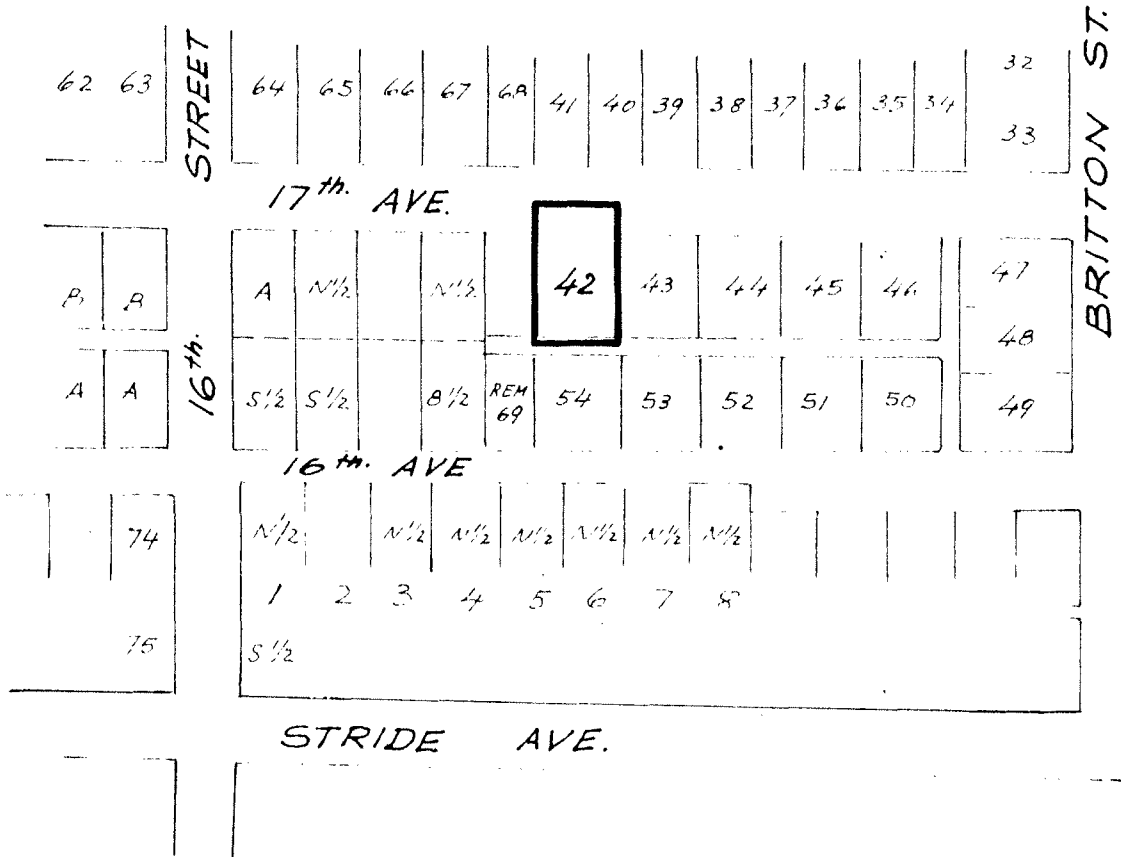 62 63 64 65 66 67 68 41 40 39 38 37 36 35 34 32
33
STREET
BRITTON ST.
17th. AVE.
B A N½ N½ 42 43 44 45 46 47
48
16th.
A A S½ S½ 8½ REM 69 54 53 52 51 50 49
16th. AVE
74 N½ N½ N½ N½ N½ N½ N½
1 2 3 4 5 6 7 8
75 S½
STRIDE AVE.